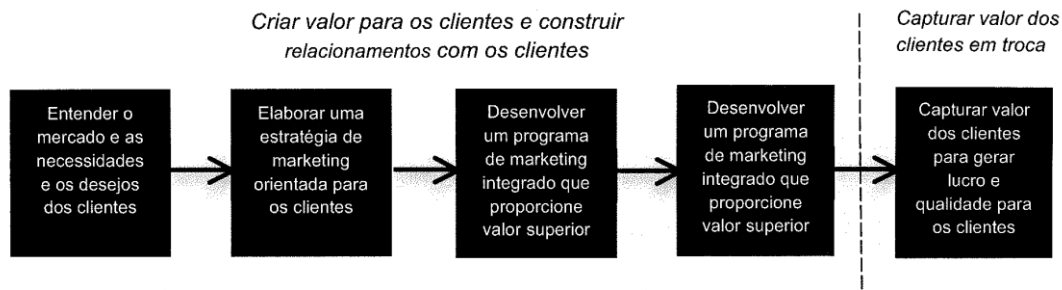 Criar valor para os clientes e construir
relacionamentos com os clientes
Capturar valor dos
clientes em troca
Entender o
mercado e as
necessidades
e os desejos
dos clientes
Elaborar uma
estratégia de
marketing
orientada para
os clientes
Desenvolver
um programa
de marketing
integrado que
proporcione
valor superior
Desenvolver
um programa
de marketing
integrado que
proporcione
valor superior
Capturar valor
dos clientes
para gerar
lucro e
qualidade para
os clientes